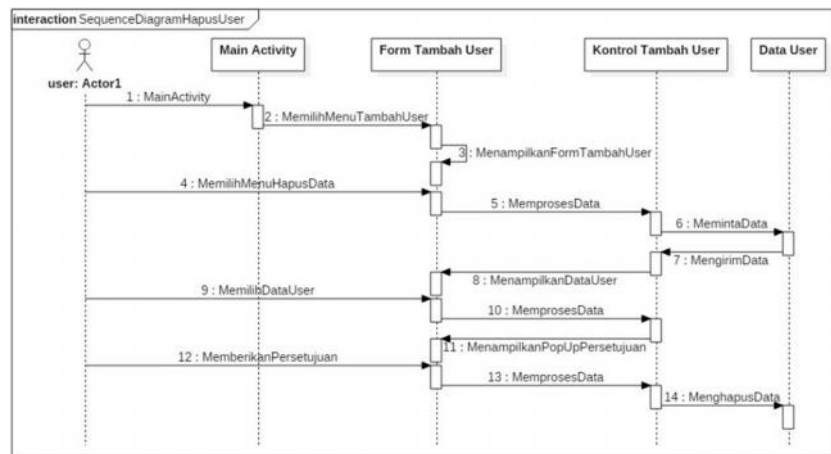 interaction SequenceDiagramHapusUser
Main Activity
Form Tambah User
Kontrol Tambah User
Data User
user: Actor1
1 : MainActivity
2 : MemilihMenuTambahUser
3 : MenampilkanFormTambahUser
4 : MemilihMenuHapusData
5 : MemprosesData
6 : MemintaData
7 : MengirimData
8 : MenampilkanDataUser
9 : MemilihDataUser
10 : MemprosesData
11 : MenampilkanPopUpPersetujuan
12 : MemberikanPersetujuan
13 : MemprosesData
14 : MenghapusData